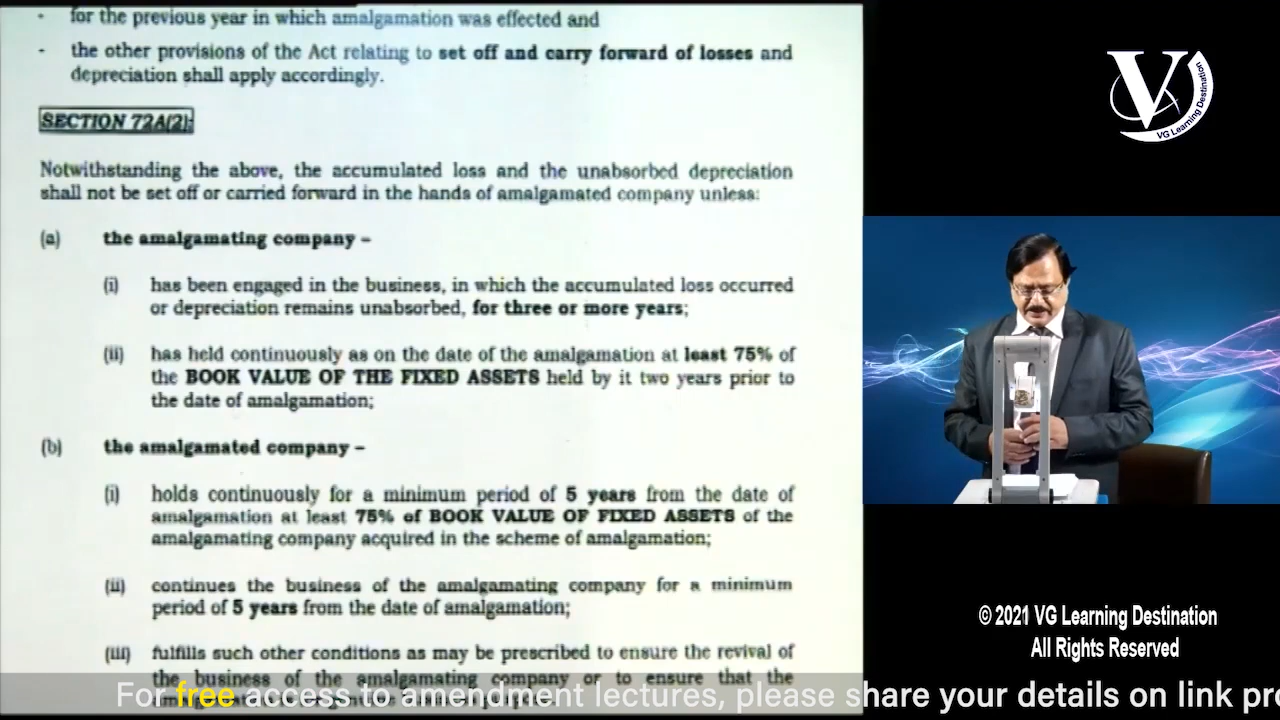 - for the previous year in which amalgamation was effected and
- the other provisions of the Act relating to set off and carry forward of losses and
depreciation shall apply accordingly.
SECTION 72A(2):
Notwithstanding the above, the accumulated loss and the unabsorbed depreciation
shall not be set off or carried forward in the hands of amalgamated company unless:
(a) the amalgamating company –
(i) has been engaged in the business, in which the accumulated loss occurred
or depreciation remains unabsorbed, for three or more years;
(ii) has held continuously as on the date of the amalgamation at least 75% of
the BOOK VALUE OF THE FIXED ASSETS held by it two years prior to
the date of amalgamation;
(b) the amalgamated company –
(i) holds continuously for a minimum period of 5 years from the date of
amalgamation at least 75% of BOOK VALUE OF FIXED ASSETS of the
amalgamating company acquired in the scheme of amalgamation;
(ii) continues the business of the amalgamating company for a minimum
period of 5 years from the date of amalgamation;
(iii) fulfills such other conditions as may be prescribed to ensure the revival of
the business of the amalgamating company or to ensure that the
For free access to amendment lectures, please share your details on link pr
V
VG Learning Destination
© 2021 VG Learning Destination
All Rights Reserved